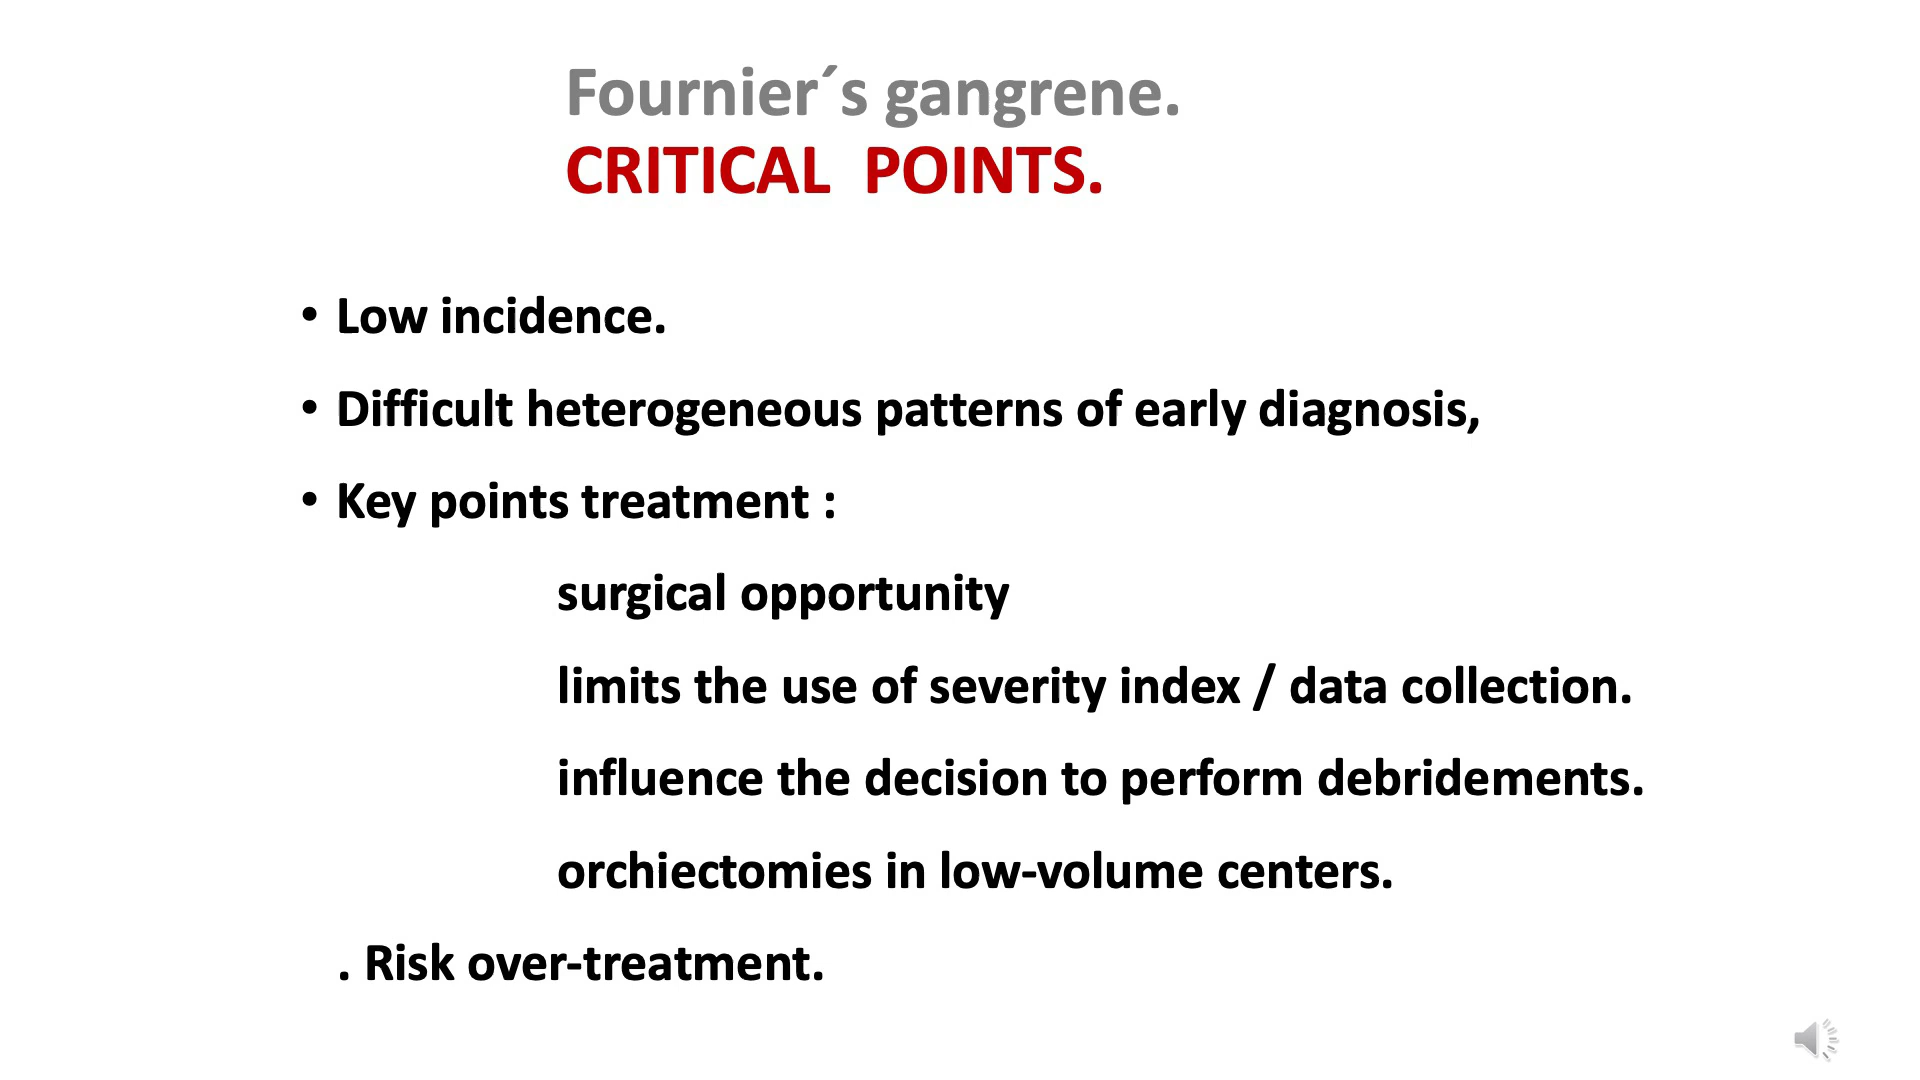 Fournier´s gangrene.
CRITICAL  POINTS.
• Low incidence.
• Difficult heterogeneous patterns of early diagnosis,
• Key points treatment :
surgical opportunity
limits the use of severity index / data collection.
influence the decision to perform debridements.
orchiectomies in low-volume centers.
. Risk over-treatment.